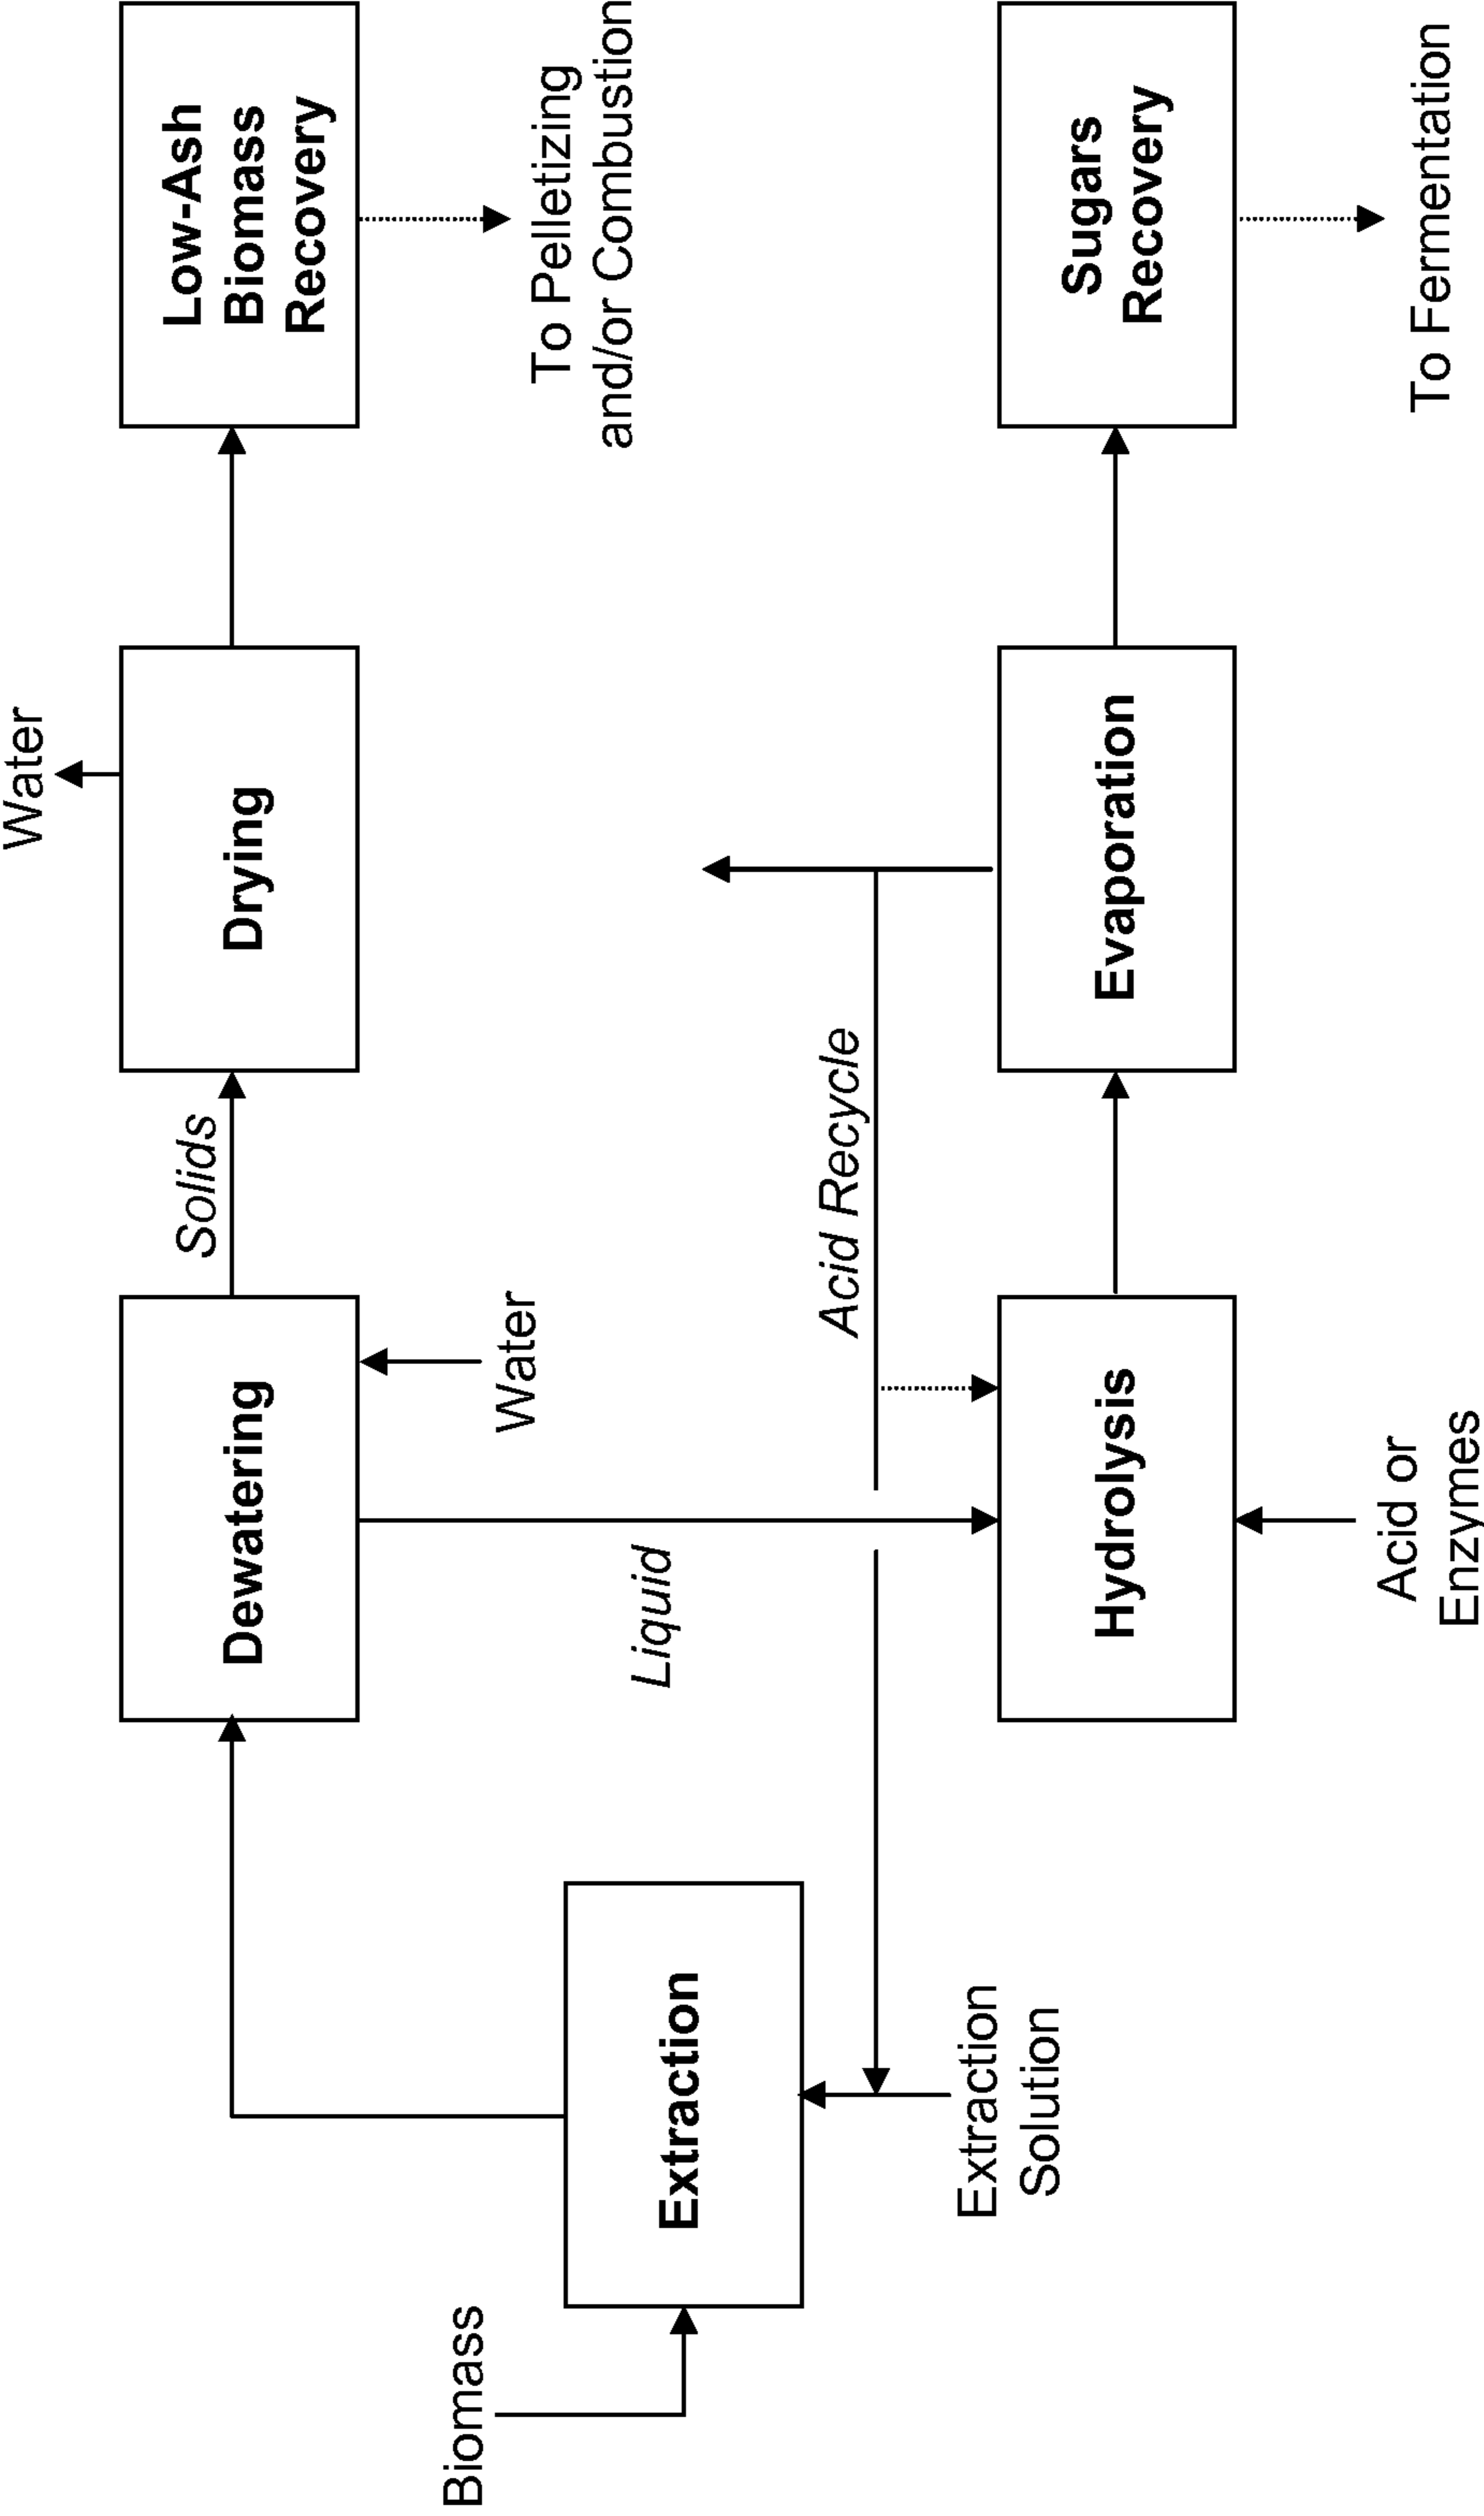 Biomass
Extraction
Extraction
Solution
Dewatering
Water
Solids
Liquid
Drying
Water
Low-Ash
Biomass
Recovery
To Pelletizing
and/or Combustion
Acid Recycle
Hydrolysis
Acid or
Enzymes
Evaporation
Sugars
Recovery
To Fermentation